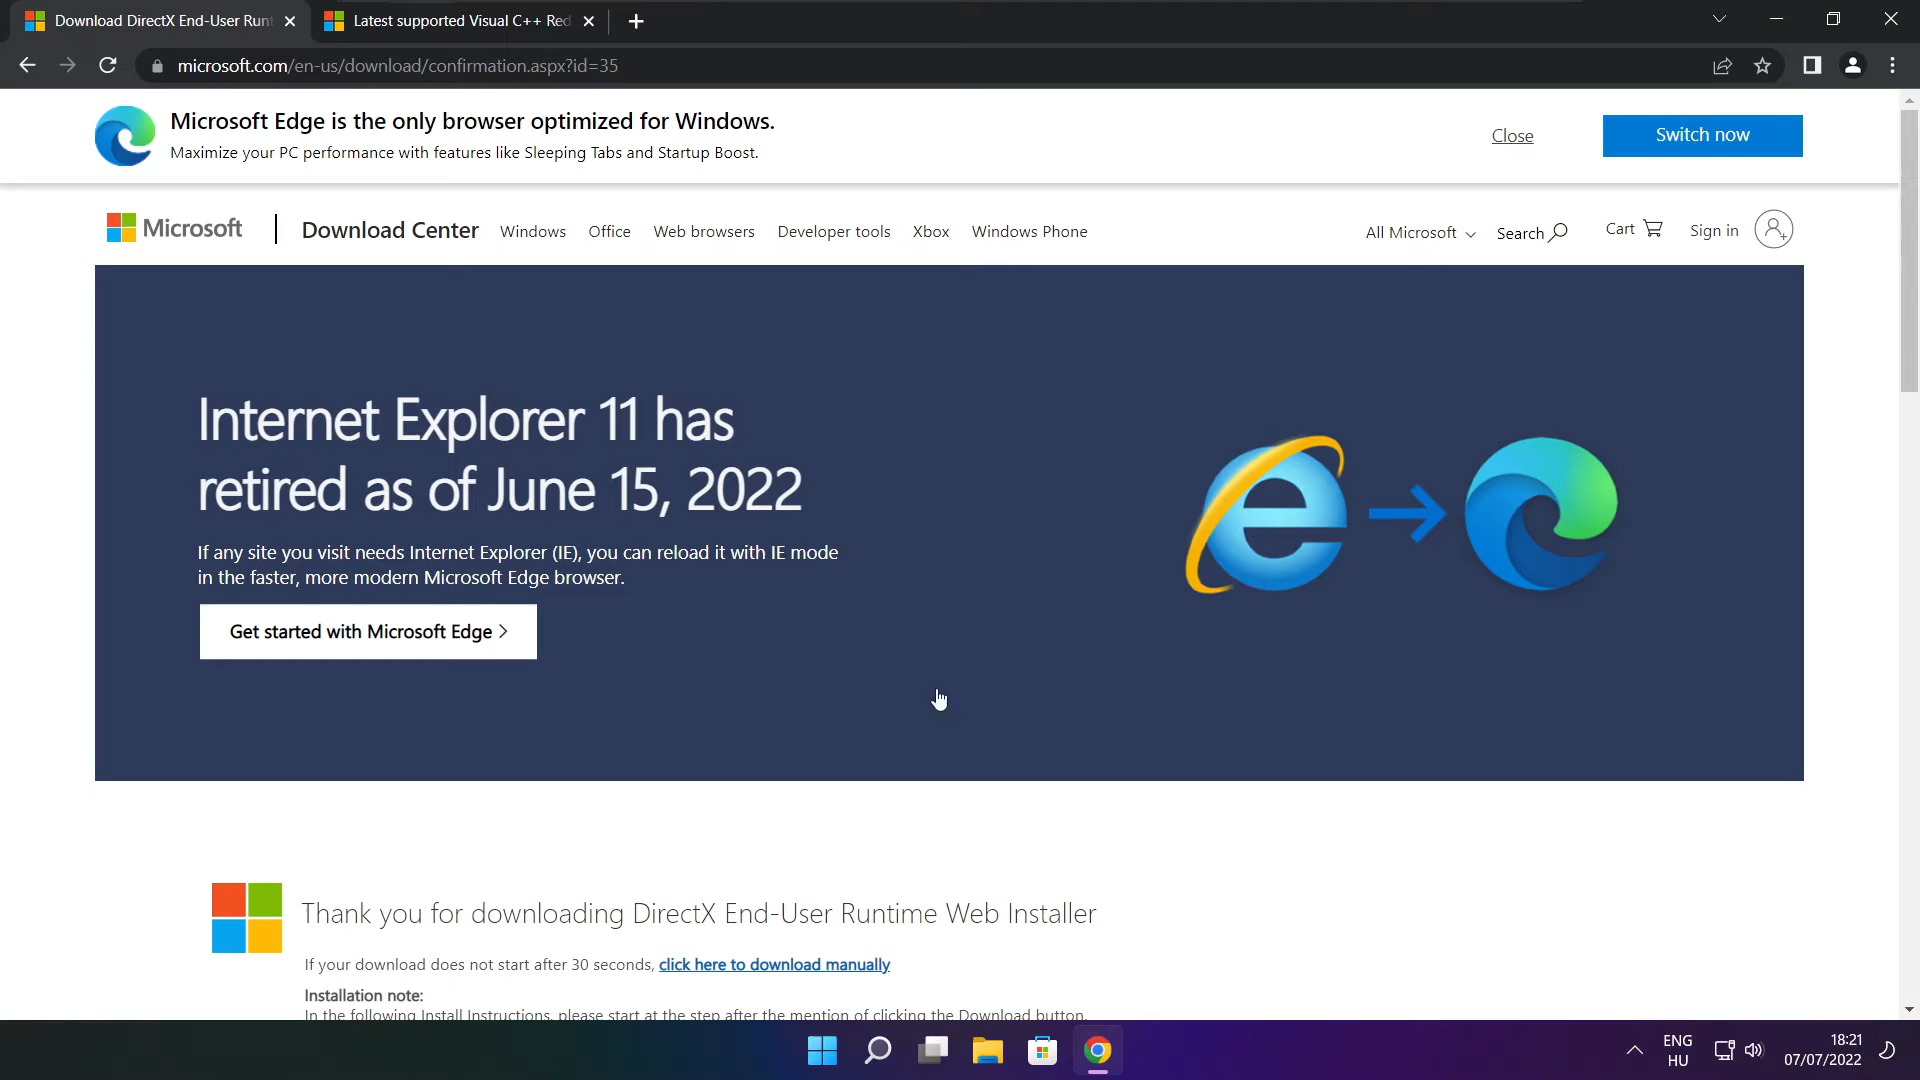 Download DirectX End-User Runt
Latest supported Visual C++ Red
microsoft.com/en-us/download/confirmation.aspx?id=35
Microsoft Edge is the only browser optimized for Windows.
Maximize your PC performance with features like Sleeping Tabs and Startup Boost.
Close
Switch now
Microsoft
Download Center
Windows
Office
Web browsers
Developer tools
Xbox
Windows Phone
All Microsoft
Search
Cart
Sign in
Internet Explorer 11 has
retired as of June 15, 2022
If any site you visit needs Internet Explorer (IE), you can reload it with IE mode
in the faster, more modern Microsoft Edge browser.
Get started with Microsoft Edge >
Thank you for downloading DirectX End-User Runtime Web Installer
If your download does not start after 30 seconds, click here to download manually
Installation note:
In the following Install Instructions, please start at the step after the mention of clicking the Download button.
ENG
HU
18:21
07/07/2022